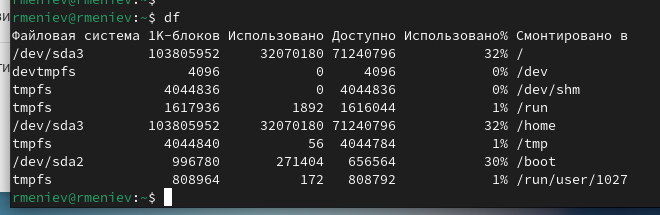 rmeniev@rmeniev:~$
rmeniev@rmeniev:~$ df
Файловая система 1K-блоков Использовано Доступно Использовано% Смонтировано в
/dev/sda3 103805952 32070180 71240796 32% /
devtmpfs 4096 0 4096 0% /dev
tmpfs 4044836 0 4044836 0% /dev/shm
tmpfs 1617936 1892 1616044 1% /run
/dev/sda3 103805952 32070180 71240796 32% /home
tmpfs 4044840 56 4044784 1% /tmp
/dev/sda2 996780 271404 656564 30% /boot
tmpfs 808964 172 808792 1% /run/user/1027
rmeniev@rmeniev:~$